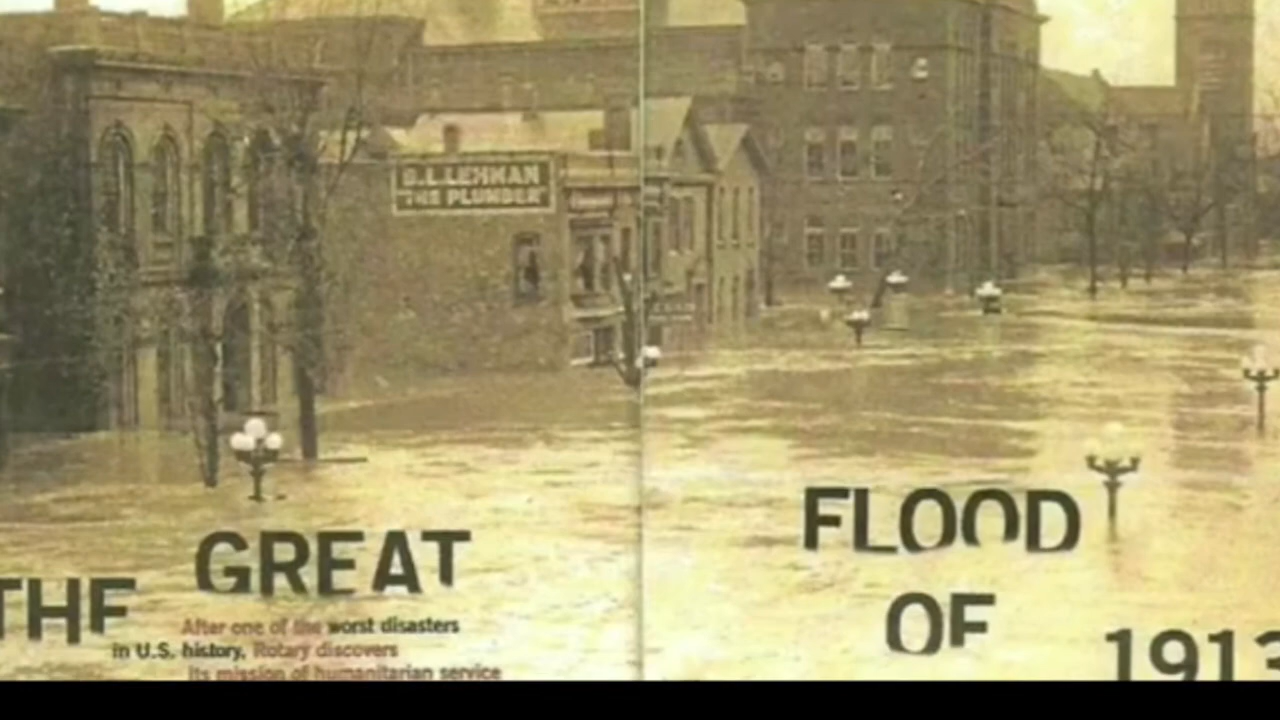 B.L.LEHMAN
"THE PLUMBER"
THE GREAT FLOOD
OF 1913
After one of the worst disasters
in U.S. history, Rotary discovers
its mission of humanitarian service